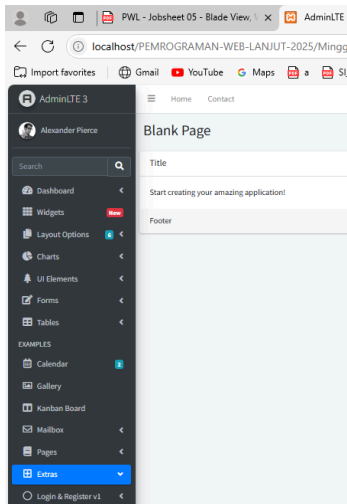 PWL - Jobsheet 05 - Blade View,
AdminLTE
localhost/PEMROGRAMAN-WEB-LANJUT-2025/Mingg
Import favorites
Gmail
YouTube
Maps
a
AdminLTE 3
Home
Contact
Alexander Pierce
Blank Page
Search
Title
Start creating your amazing application!
Footer
Dashboard
Widgets New
Layout Options 6
Charts
UI Elements
Forms
Tables
EXAMPLES
Calendar 2
Gallery
Kanban Board
Mailbox
Pages
Extras
Login & Register v1